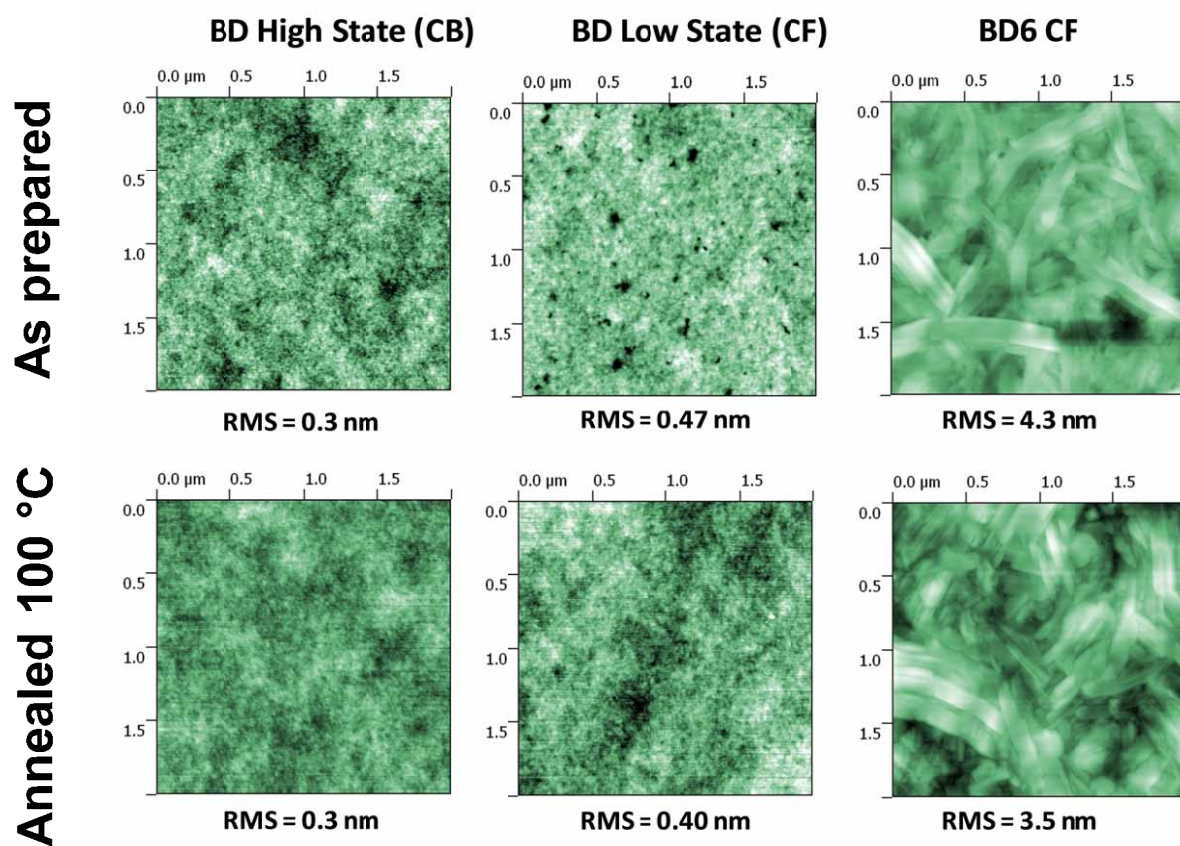 BD High State (CB) BD Low State (CF) BD6 CF
As prepared
0.0 µm 0.5 1.0 1.5
0.0
0.5
1.0
1.5
RMS = 0.3 nm
0.0 µm 0.5 1.0 1.5
0.0
0.5
1.0
1.5
RMS = 0.47 nm
0.0 µm 0.5 1.0 1.5
0.0
0.5
1.0
1.5
RMS = 4.3 nm
Annealed 100 °C
0.0 µm 0.5 1.0 1.5
0.0
0.5
1.0
1.5
RMS = 0.3 nm
0.0 µm 0.5 1.0 1.5
0.0
0.5
1.0
1.5
RMS = 0.40 nm
0.0 µm 0.5 1.0 1.5
0.0
0.5
1.0
1.5
RMS = 3.5 nm